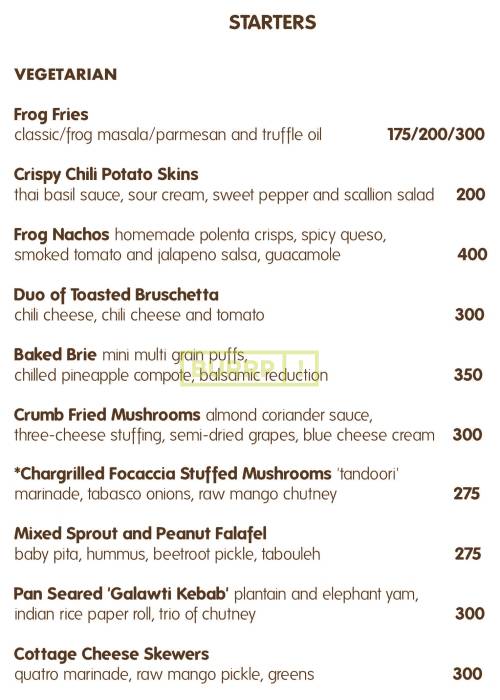 STARTERS
VEGETARIAN
Frog Fries
classic/frog masala/parmesan and truffle oil 175/200/300
Crispy Chili Potato Skins
thai basil sauce, sour cream, sweet pepper and scallion salad 200
Frog Nachos homemade polenta crisps, spicy queso,
smoked tomato and jalapeno salsa, guacamole 400
Duo of Toasted Bruschetta
chili cheese, chili cheese and tomato 300
Baked Brie mini multi grain puffs,
chilled pineapple compote, balsamic reduction 350
BURRP!
Crumb Fried Mushrooms almond coriander sauce,
three-cheese stuffing, semi-dried grapes, blue cheese cream 300
*Chargrilled Focaccia Stuffed Mushrooms 'tandoori'
marinade, tabasco onions, raw mango chutney 275
Mixed Sprout and Peanut Falafel
baby pita, hummus, beetroot pickle, tabouleh 275
Pan Seared 'Galawti Kebab' plantain and elephant yam,
indian rice paper roll, trio of chutney 300
Cottage Cheese Skewers
quatro marinade, raw mango pickle, greens 300